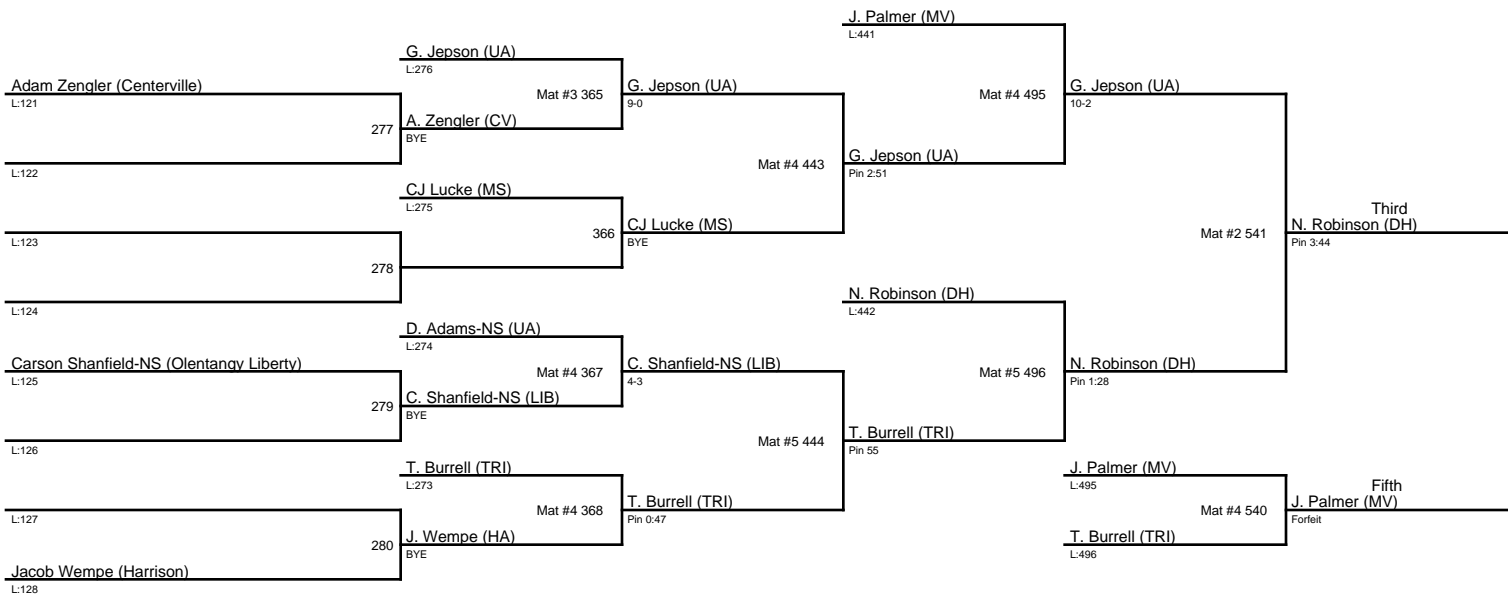 J. Palmer (MV)
L:441
G. Jepson (UA)
L:276
Adam Zengler (Centerville)
L:121
Mat #3 365
G. Jepson (UA)
9-0
Mat #4 495
G. Jepson (UA)
10-2
277
A. Zengler (CV)
BYE
L:122
Mat #4 443
G. Jepson (UA)
Pin 2:51
CJ Lucke (MS)
L:275
L:123
366
CJ Lucke (MS)
BYE
Mat #2 541
Third
N. Robinson (DH)
Pin 3:44
278
L:124
N. Robinson (DH)
L:442
D. Adams-NS (UA)
L:274
Carson Shanfield-NS (Olentangy Liberty)
L:125
Mat #4 367
C. Shanfield-NS (LIB)
4-3
Mat #5 496
N. Robinson (DH)
Pin 1:28
279
C. Shanfield-NS (LIB)
BYE
L:126
Mat #5 444
T. Burrell (TRI)
Pin 55
T. Burrell (TRI)
L:273
J. Palmer (MV)
L:495
L:127
Mat #4 368
T. Burrell (TRI)
Pin 0:47
Mat #4 540
Fifth
J. Palmer (MV)
Forfeit
280
J. Wempe (HA)
BYE
T. Burrell (TRI)
L:496
Jacob Wempe (Harrison)
L:128